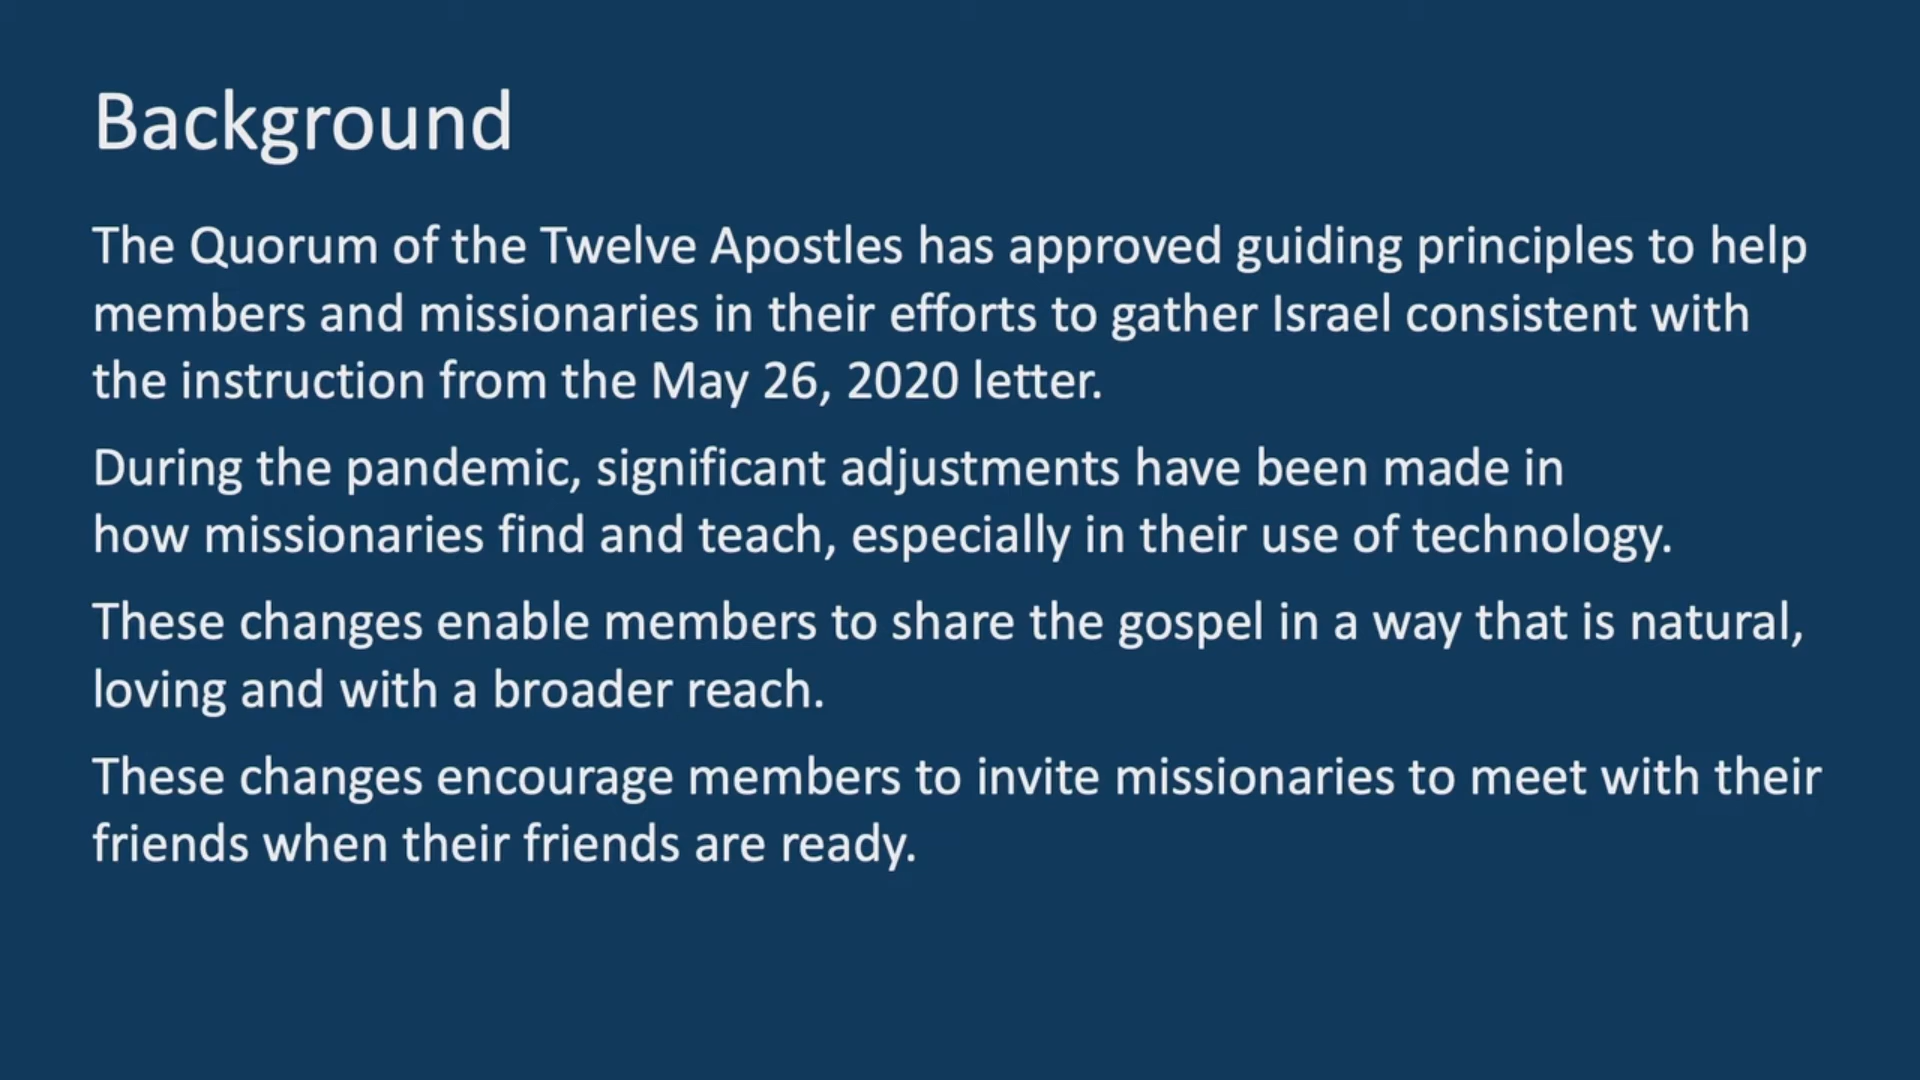 Background
The Quorum of the Twelve Apostles has approved guiding principles to help
members and missionaries in their efforts to gather Israel consistent with
the instruction from the May 26, 2020 letter.
During the pandemic, significant adjustments have been made in
how missionaries find and teach, especially in their use of technology.
These changes enable members to share the gospel in a way that is natural,
loving and with a broader reach.
These changes encourage members to invite missionaries to meet with their
friends when their friends are ready.